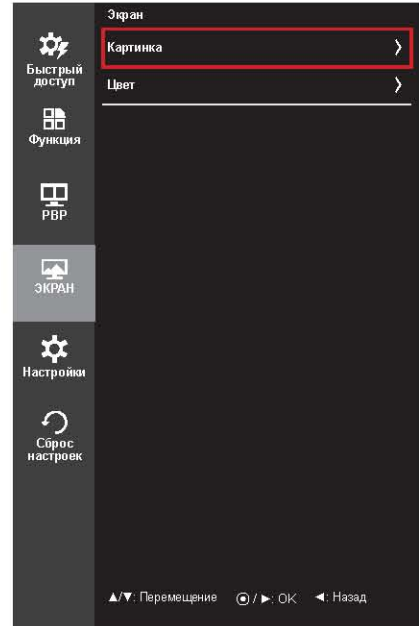 Экран
Картинка
Цвет
Быстрый
доступ
Функция
PBP
ЭКРАН
Настройки
Сброс
настроек
▲/▼: Перемещение ⦿ / ►: OK ◄: Назад